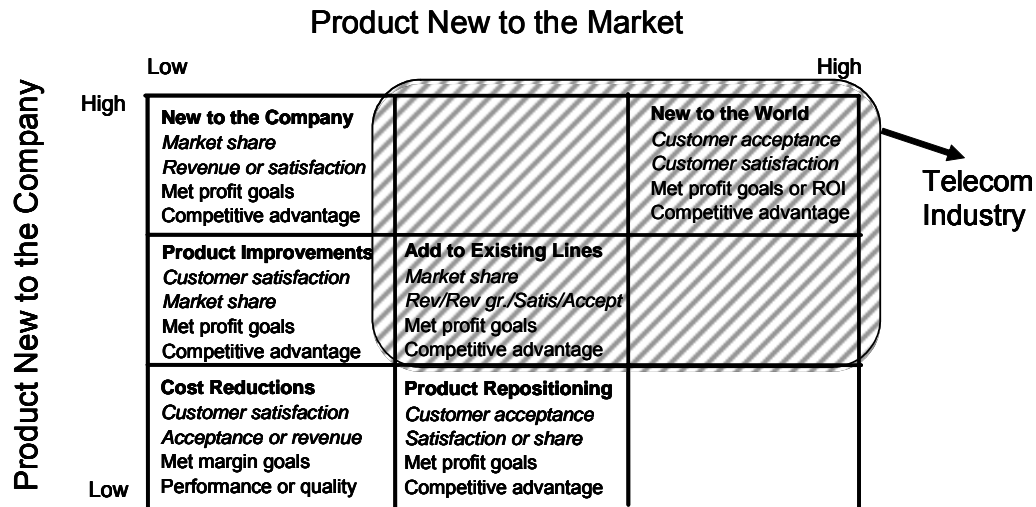 Product New to the Market
Low
High
Product New to the Company
High
Low
New to the Company
Market share
Revenue or satisfaction
Met profit goals
Competitive advantage
New to the World
Customer acceptance
Customer satisfaction
Met profit goals or ROI
Competitive advantage
Telecom
Industry
Product Improvements
Customer satisfaction
Market share
Met profit goals
Competitive advantage
Add to Existing Lines
Market share
Rev/Rev gr./Satis/Accept
Met profit goals
Competitive advantage
Cost Reductions
Customer satisfaction
Acceptance or revenue
Met margin goals
Performance or quality
Product Repositioning
Customer acceptance
Satisfaction or share
Met profit goals
Competitive advantage